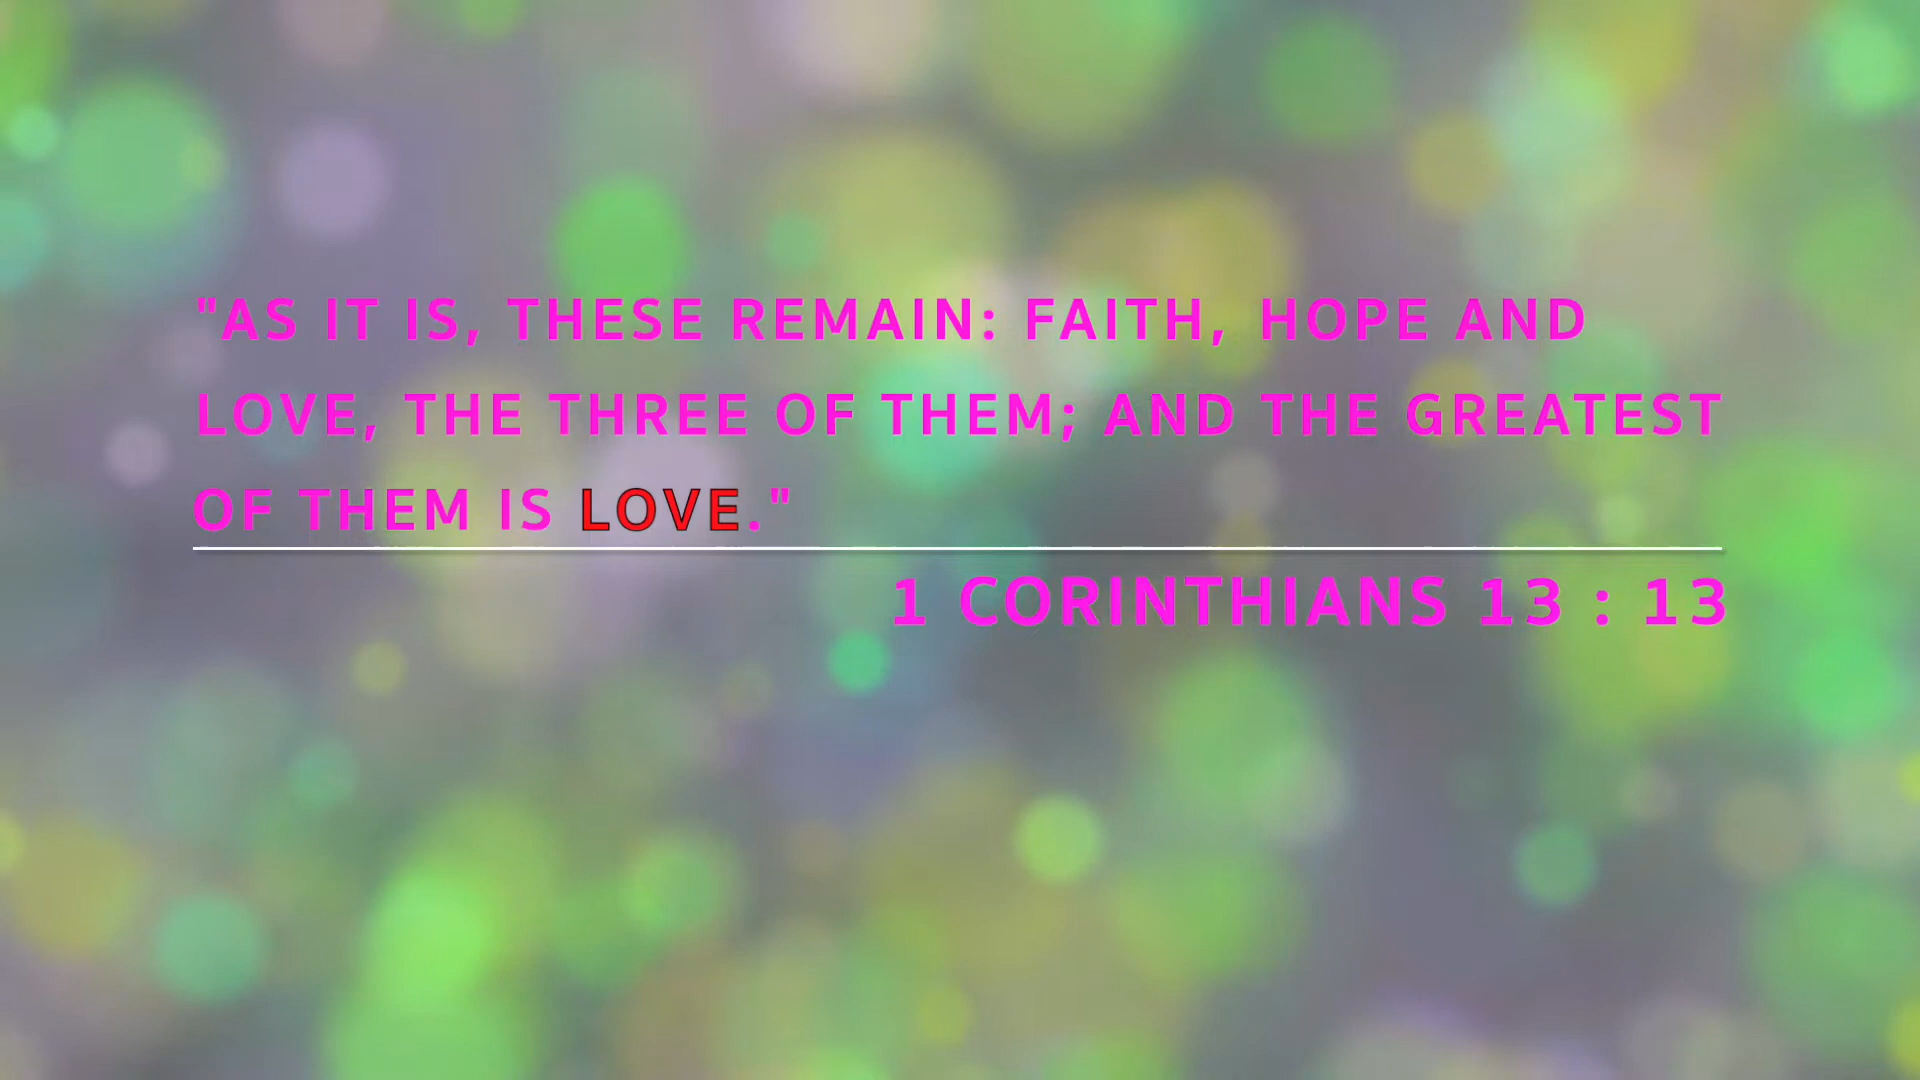 "AS IT IS, THESE REMAIN: FAITH, HOPE AND
LOVE, THE THREE OF THEM; AND THE GREATEST
OF THEM IS LOVE."
1 CORINTHIANS 13 : 13